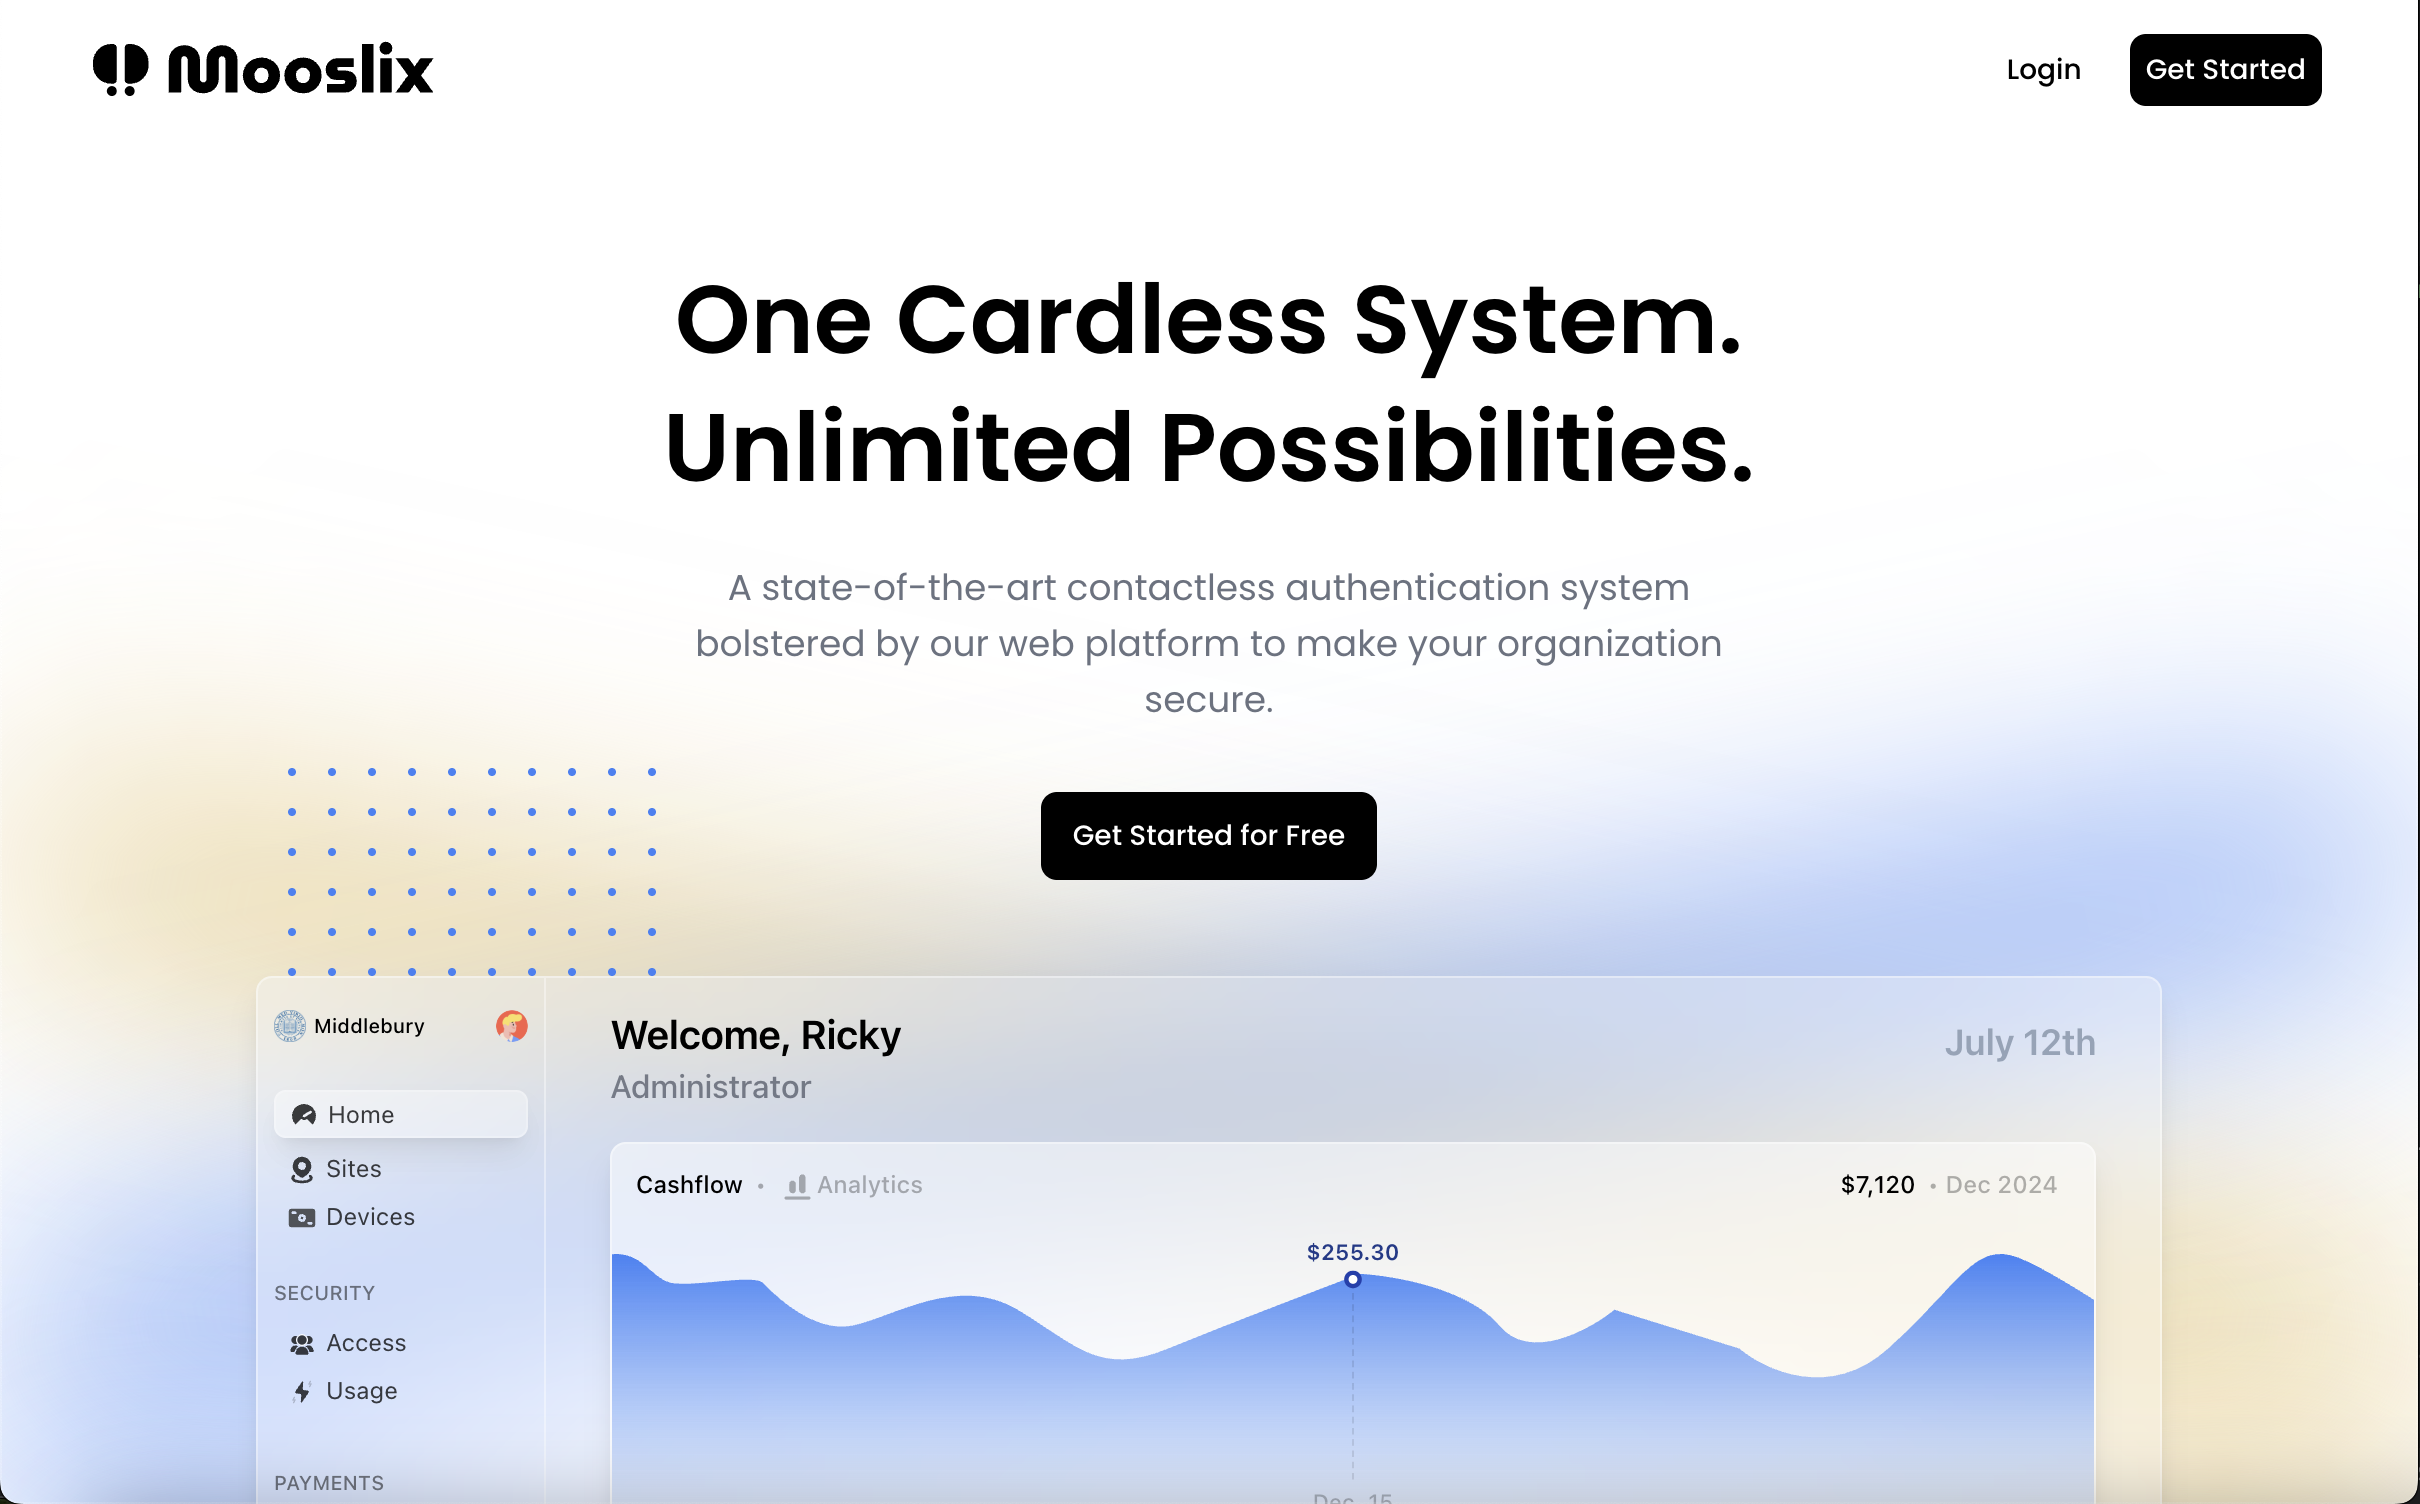 Mooslix
Login
Get Started
One Cardless System.
Unlimited Possibilities.
A state-of-the-art contactless authentication system
bolstered by our web platform to make your organization
secure.
Get Started for Free
Middlebury
Welcome, Ricky
July 12th
Administrator
Home
Sites
Devices
SECURITY
Access
Usage
PAYMENTS
Cashflow • Analytics
$7,120 • Dec 2024
$255.30
Dec. 15